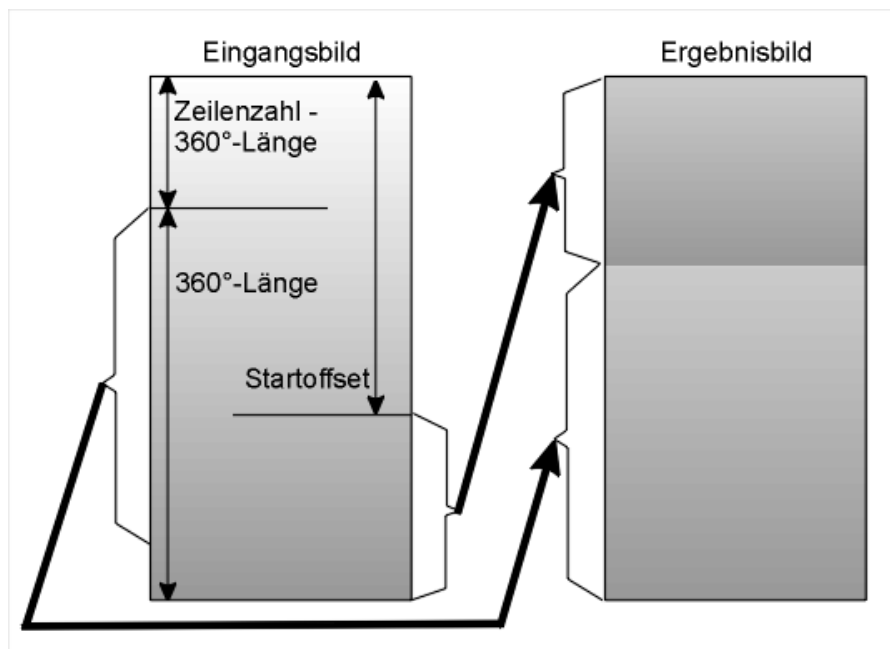 Eingangsbild
Ergebnisbild
Zeilenzahl -
360°-Länge
360°-Länge
Startoffset